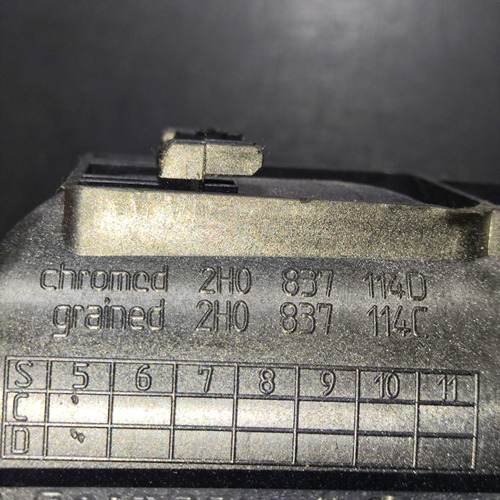 chromed 2H0 837 114D
grained 2H0 837 114C
S 5 6 7 8 9 10 11
C
D